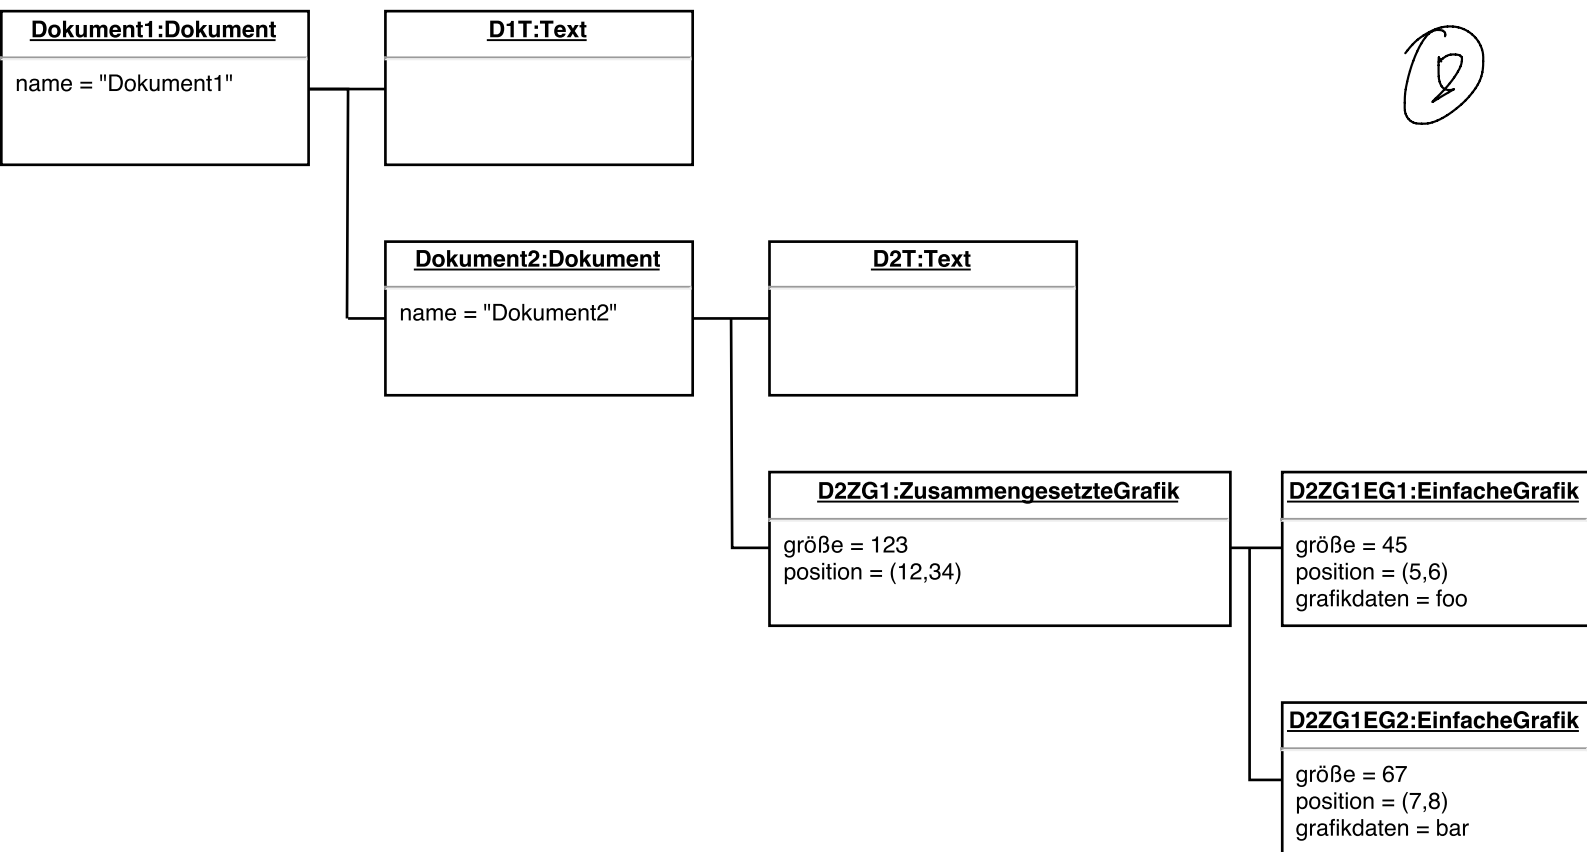 Dokument1:Dokument
name = "Dokument1"
D1T:Text
Dokument2:Dokument
name = "Dokument2"
D2T:Text
D2ZG1:ZusammengesetzteGrafik
größe = 123
position = (12,34)
D2ZG1EG1:EinfacheGrafik
größe = 45
position = (5,6)
grafikdaten = foo
D2ZG1EG2:EinfacheGrafik
größe = 67
position = (7,8)
grafikdaten = bar